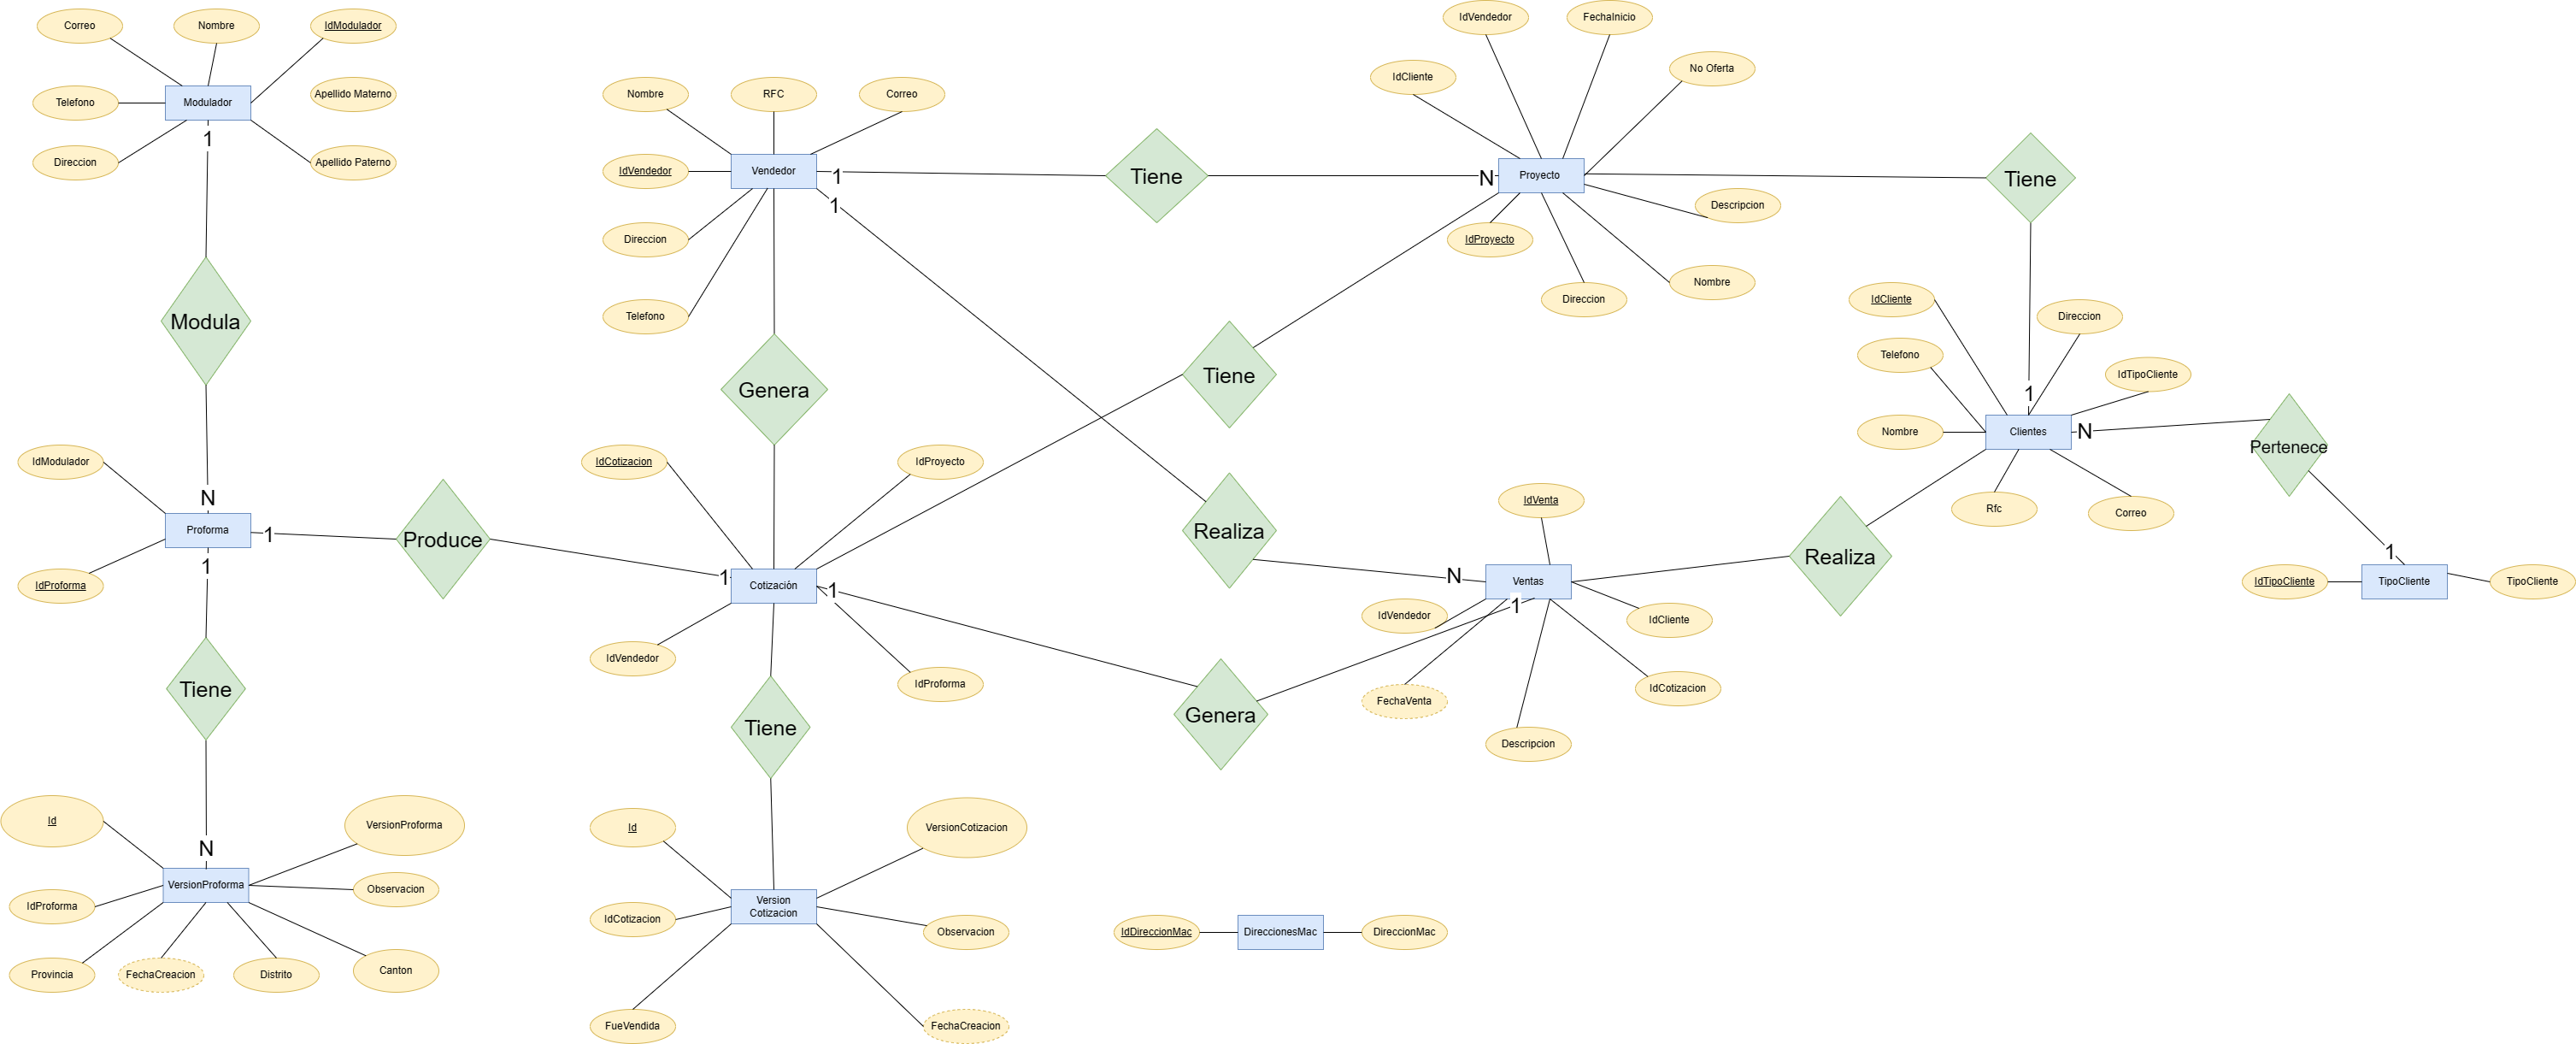 Correo
Nombre
IdModulador
Telefono
Modulador
Apellido Materno
Direccion
Apellido Paterno
1
Modula
N
IdModulador
Proforma
IdProforma
1
Produce
1
1
Tiene
N
Id
VersionProforma
VersionProforma
Observacion
IdProforma
Provincia
FechaCreacion
Distrito
Canton
Nombre
RFC
Correo
IdVendedor
Vendedor
Direccion
Telefono
1
Tiene
N
1
Genera
IdCotizacion
IdProyecto
Cotización
IdVendedor
IdProforma
1
Tiene
Id
VersionCotizacion
Version
Cotizacion
IdCotizacion
Observacion
FueVendida
FechaCreacion
IdVendedor
FechaInicio
IdCliente
No Oferta
Proyecto
Descripcion
IdProyecto
Nombre
Direccion
Tiene
Tiene
1
Realiza
N
IdVenta
Ventas
IdVendedor
1
IdCliente
FechaVenta
IdCotizacion
Descripcion
Genera
Realiza
IdCliente
Direccion
Telefono
IdTipoCliente
Nombre
Clientes
Rfc
Correo
N
Pertenece
1
IdTipoCliente
TipoCliente
TipoCliente
IdDireccionMac
DireccionesMac
DireccionMac